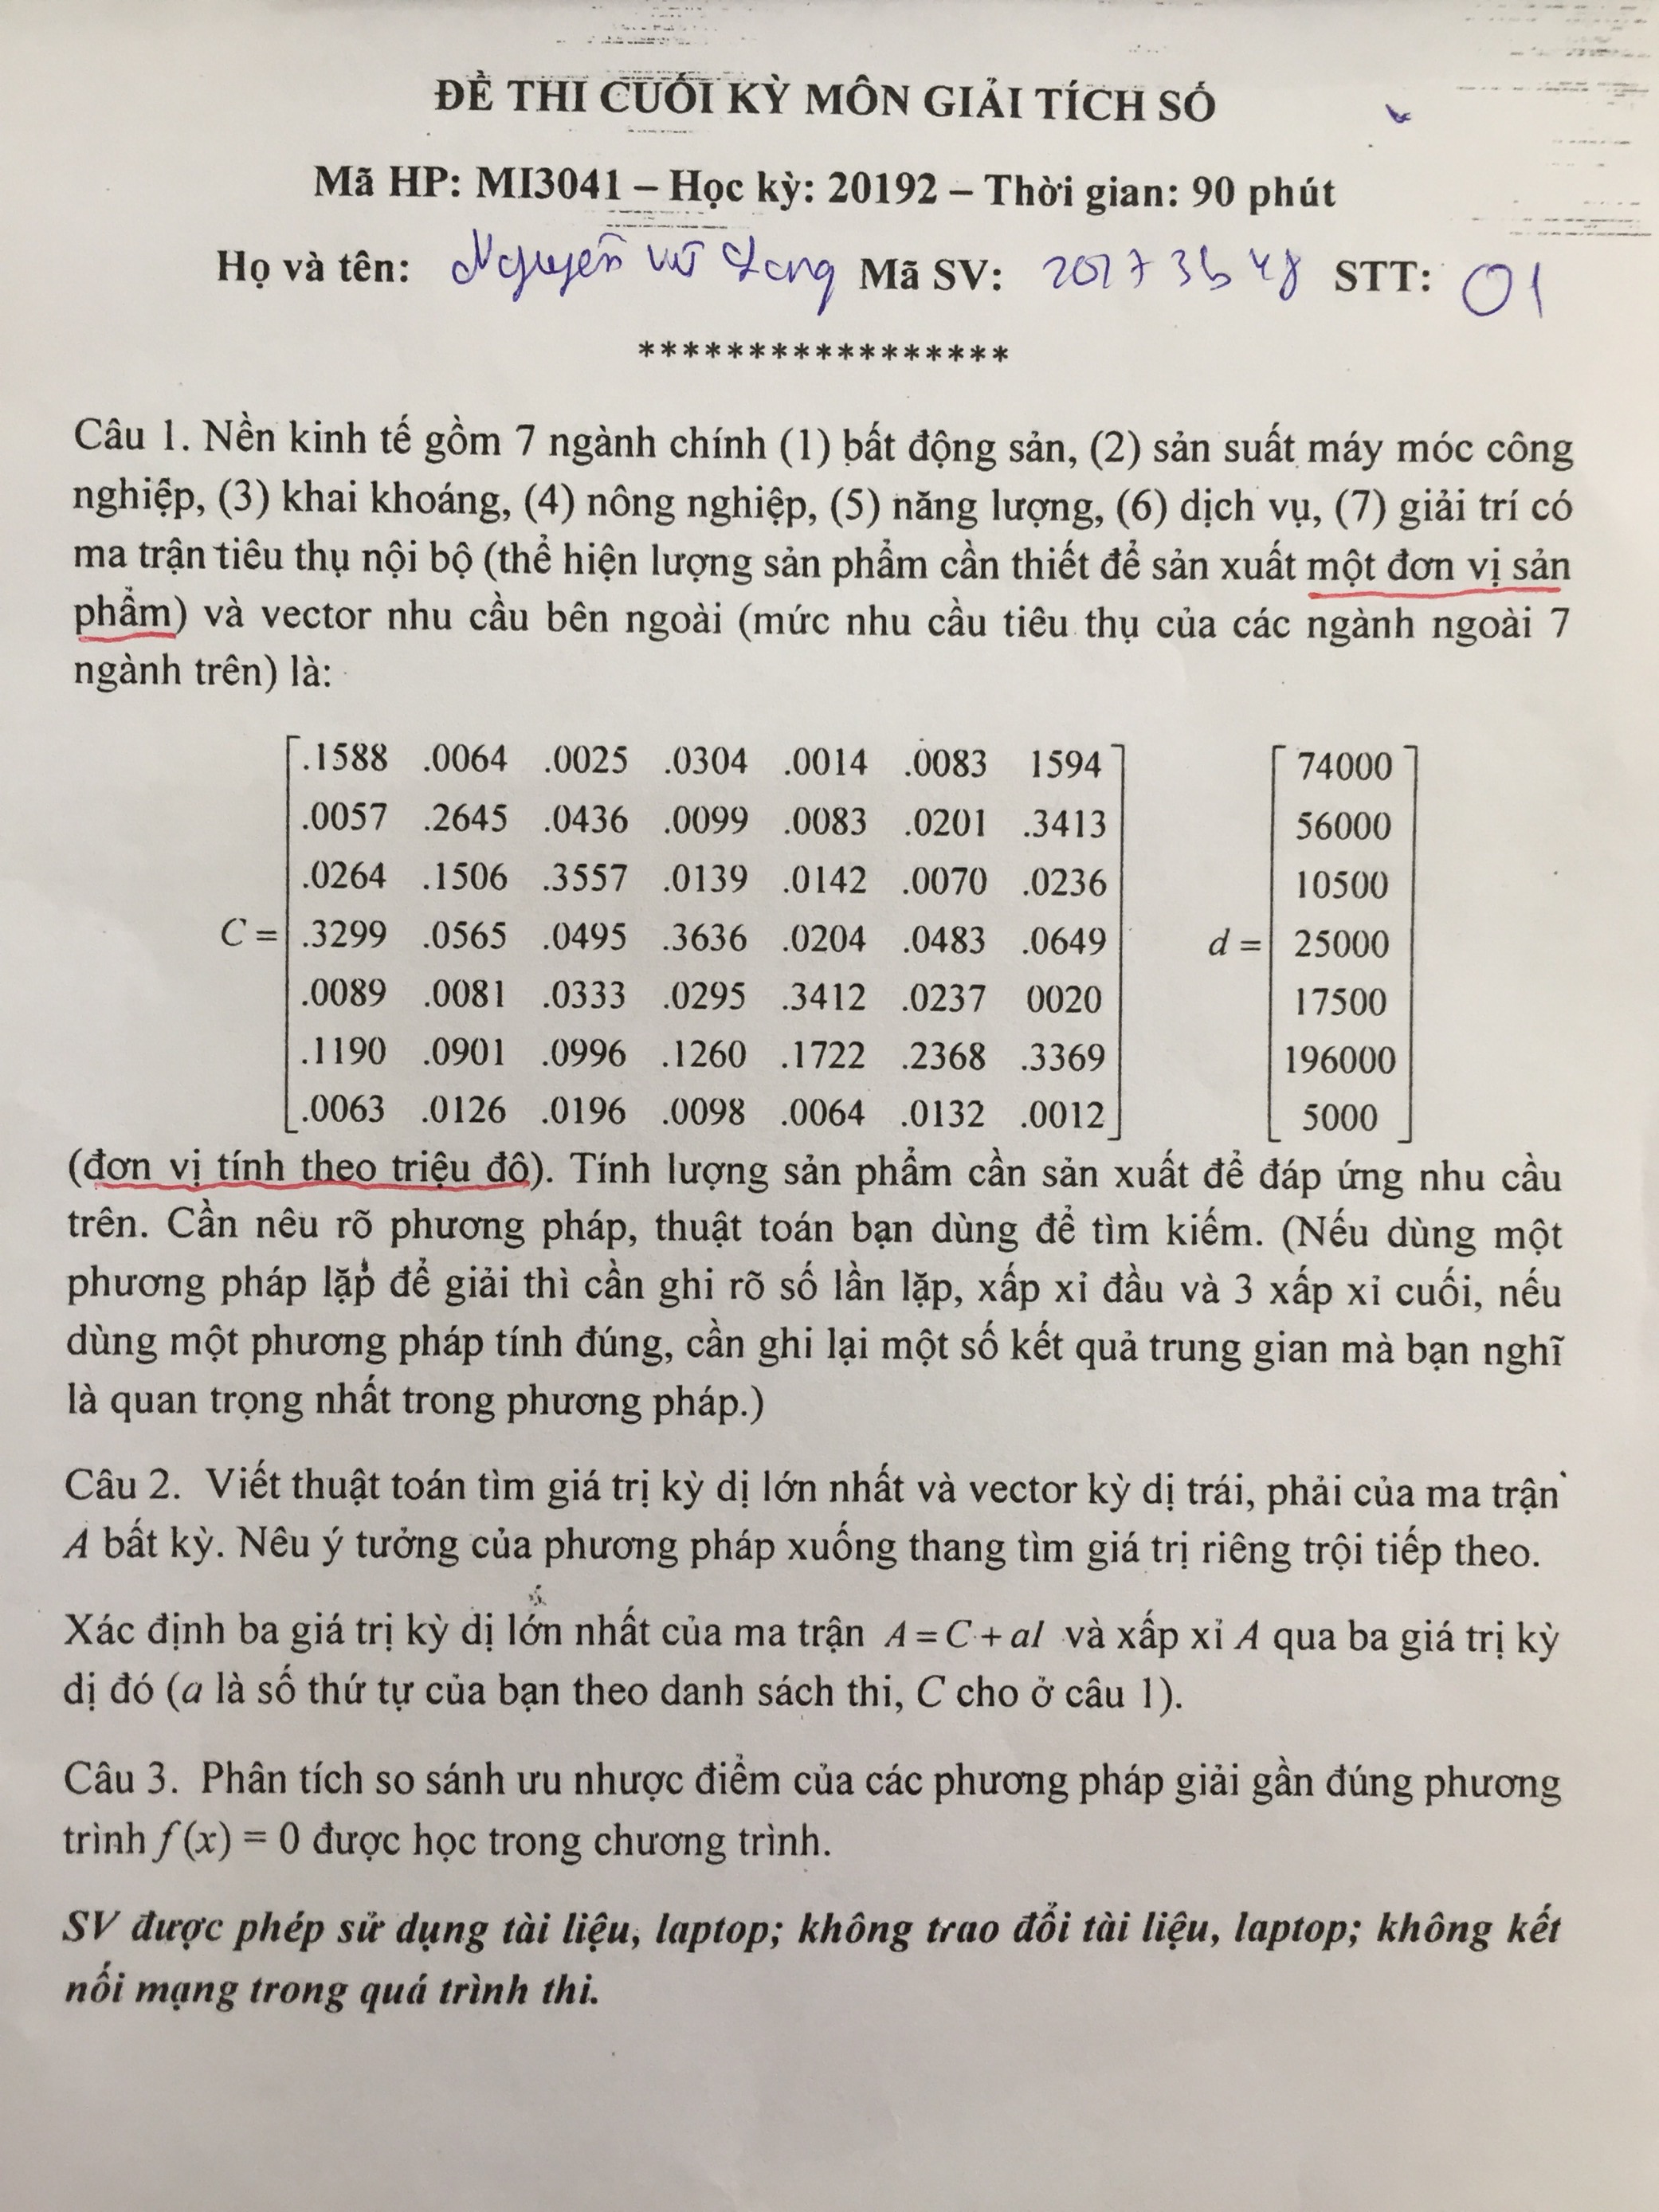 ĐỀ THI CUỐI KỲ MÔN GIẢI TÍCH SỐ
Mã HP: MI3041 – Học kỳ: 20192 – Thời gian: 90 phút
Họ và tên: Nguyễn Vũ Long Mã SV: 20173648 STT: 01
*****************
Câu 1. Nền kinh tế gồm 7 ngành chính (1) bất động sản, (2) sản suất máy móc công
nghiệp, (3) khai khoáng, (4) nông nghiệp, (5) năng lượng, (6) dịch vụ, (7) giải trí có
ma trận tiêu thụ nội bộ (thể hiện lượng sản phẩm cần thiết để sản xuất một đơn vị sản
phẩm) và vector nhu cầu bên ngoài (mức nhu cầu tiêu thụ của các ngành ngoài 7
ngành trên) là:
.1588 .0064 .0025 .0304 .0014 .0083 1594 74000
.0057 .2645 .0436 .0099 .0083 .0201 .3413 56000
.0264 .1506 .3557 .0139 .0142 .0070 .0236 10500
C = .3299 .0565 .0495 .3636 .0204 .0483 .0649 d = 25000
.0089 .0081 .0333 .0295 .3412 .0237 0020 17500
.1190 .0901 .0996 .1260 .1722 .2368 .3369 196000
.0063 .0126 .0196 .0098 .0064 .0132 .0012 5000
(đơn vị tính theo triệu đô). Tính lượng sản phẩm cần sản xuất để đáp ứng nhu cầu
trên. Cần nêu rõ phương pháp, thuật toán bạn dùng để tìm kiếm. (Nếu dùng một
phương pháp lặp để giải thì cần ghi rõ số lần lặp, xấp xỉ đầu và 3 xấp xỉ cuối, nếu
dùng một phương pháp tính đúng, cần ghi lại một số kết quả trung gian mà bạn nghĩ
là quan trọng nhất trong phương pháp.)
Câu 2. Viết thuật toán tìm giá trị kỳ dị lớn nhất và vector kỳ dị trái, phải của ma trận
A bất kỳ. Nêu ý tưởng của phương pháp xuống thang tìm giá trị riêng trội tiếp theo.
Xác định ba giá trị kỳ dị lớn nhất của ma trận A = C + aI và xấp xỉ A qua ba giá trị kỳ
dị đó (a là số thứ tự của bạn theo danh sách thi, C cho ở câu 1).
Câu 3. Phân tích so sánh ưu nhược điểm của các phương pháp giải gần đúng phương
trình f(x) = 0 được học trong chương trình.
SV được phép sử dụng tài liệu, laptop; không trao đổi tài liệu, laptop; không kết
nối mạng trong quá trình thi.